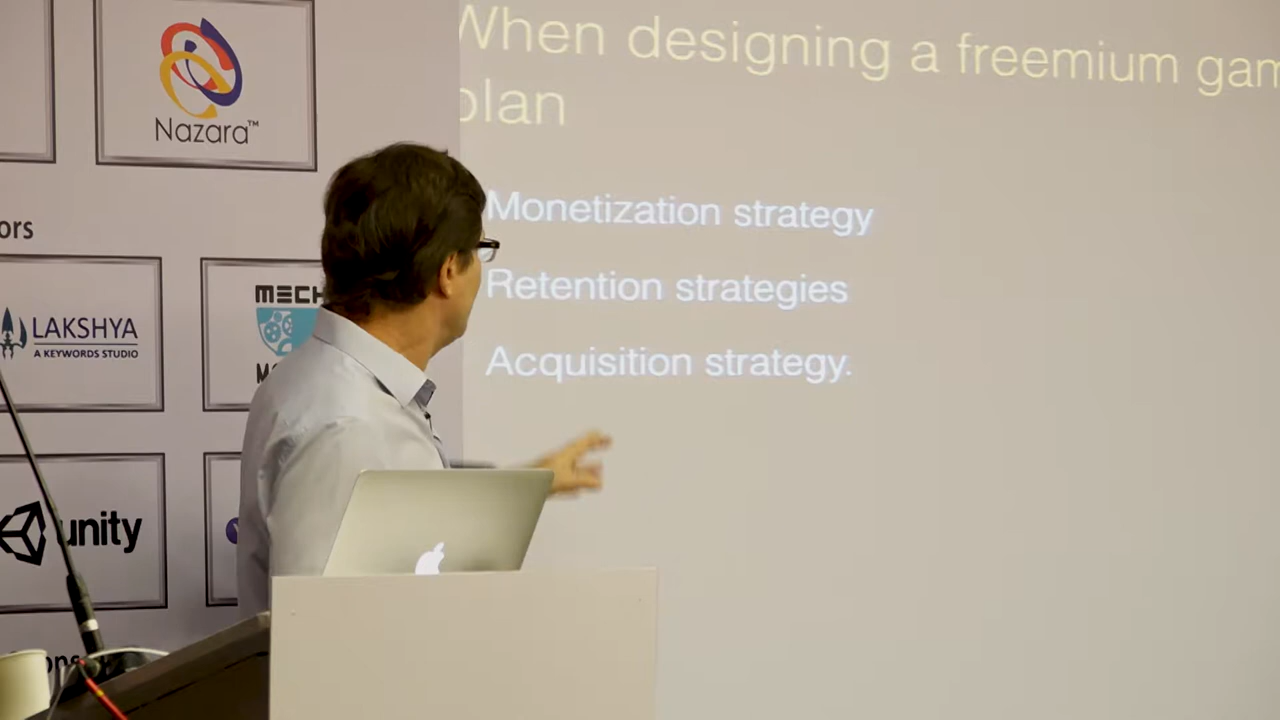 Nazara™
ors
LAKSHYA
A KEYWORDS STUDIO
MECH
unity
When designing a freemium gam
plan
Monetization strategy
Retention strategies
Acquisition strategy.